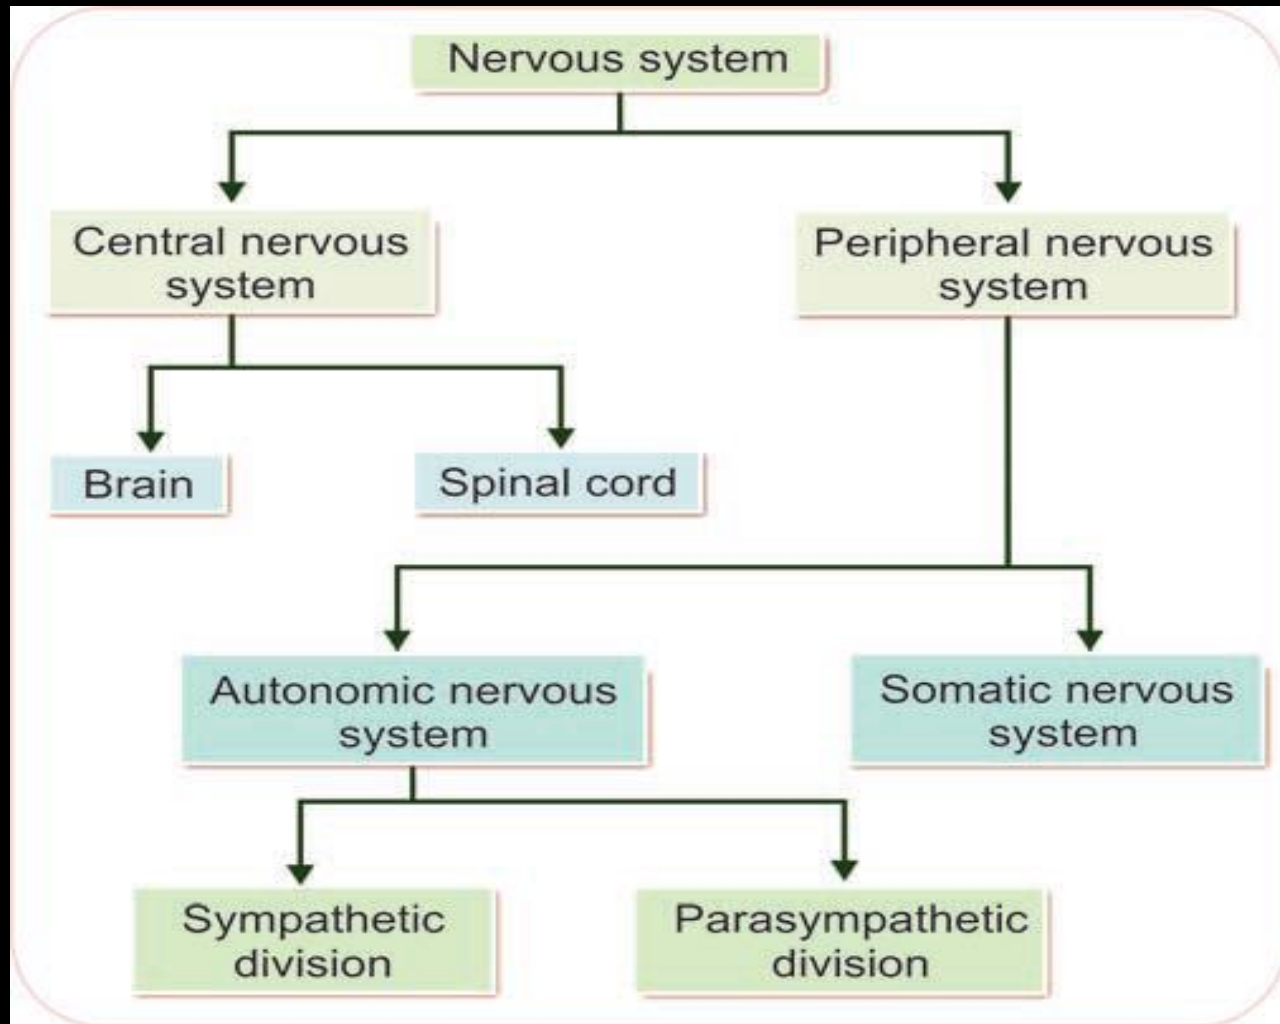 Nervous system
Central nervous
system
Peripheral nervous
system
Brain
Spinal cord
Autonomic nervous
system
Somatic nervous
system
Sympathetic
division
Parasympathetic
division